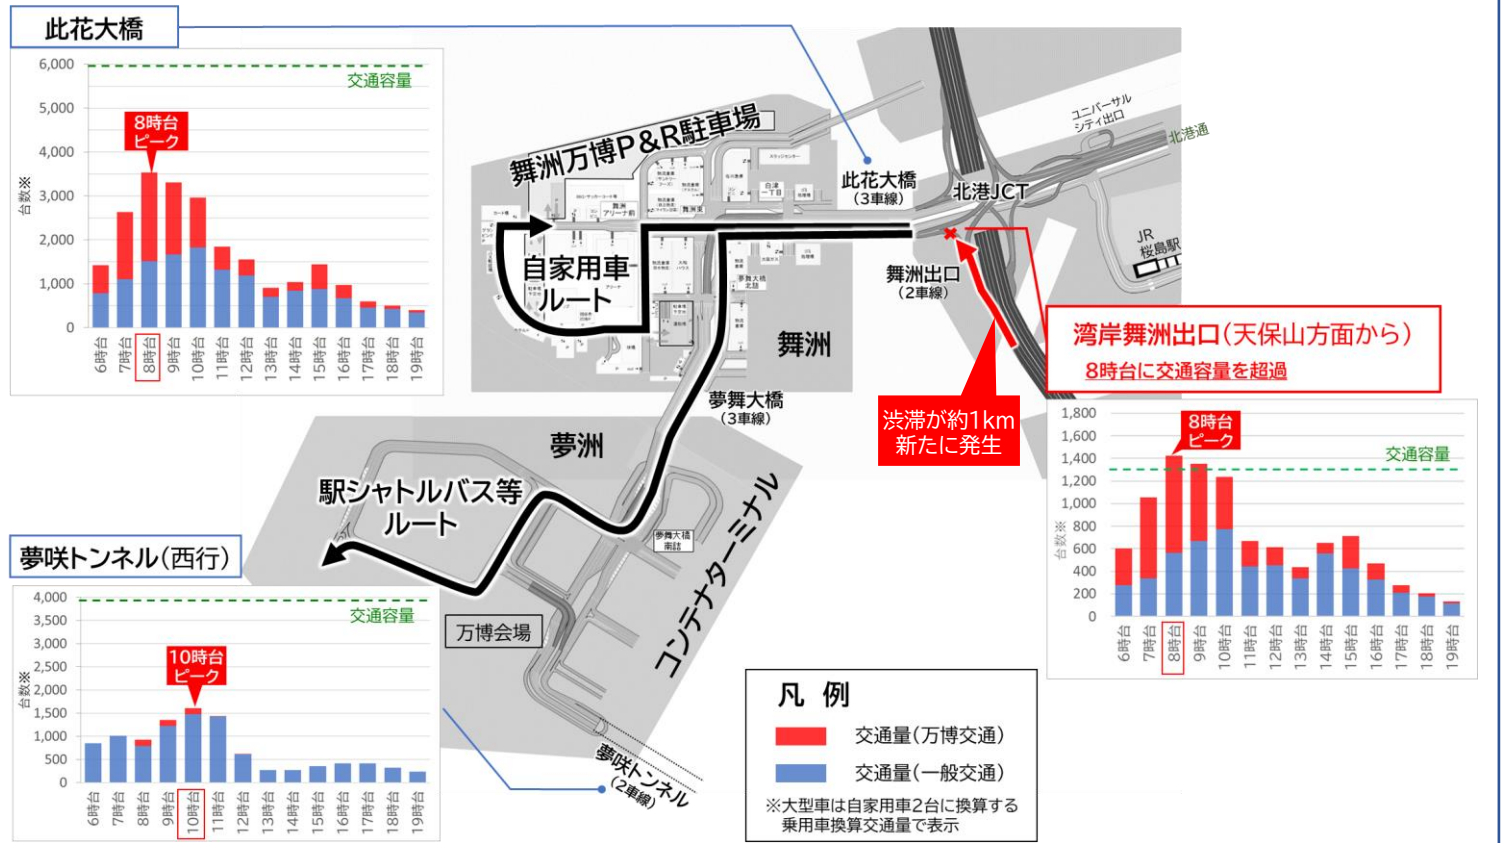 此花大橋
6,000
5,000
4,000
3,000
2,000
1,000
0
台数※
交通容量
8時台
ピーク
6時台
7時台
8時台
9時台
10時台
11時台
12時台
13時台
14時台
15時台
16時台
17時台
18時台
19時台
舞洲万博P&R駐車場
自家用車
ルート
舞洲
アリーナ前
舞洲東
此花大橋
(3車線)
北港JCT
ユニバーサル
シティ出口
北港通
JR
桜島駅
舞洲出口
(2車線)
夢舞大橋
北詰
舞洲
夢舞大橋
(3車線)
渋滞が約1km
新たに発生
湾岸舞洲出口(天保山方面から)
8時台に交通容量を超過
1,800
1,600
1,400
1,200
1,000
800
600
400
200
0
台数※
交通容量
8時台
ピーク
6時台
7時台
8時台
9時台
10時台
11時台
12時台
13時台
14時台
15時台
16時台
17時台
18時台
19時台
夢洲
駅シャトルバス等
ルート
夢舞大橋
南詰
コンテナターミナル
万博会場
夢咲トンネル
(2車線)
夢咲トンネル(西行)
4,000
3,500
3,000
2,500
2,000
1,500
1,000
500
0
台数※
交通容量
10時台
ピーク
6時台
7時台
8時台
9時台
10時台
11時台
12時台
13時台
14時台
15時台
16時台
17時台
18時台
19時台
凡 例
交通量(万博交通)
交通量(一般交通)
※大型車は自家用車2台に換算する
乗用車換算交通量で表示